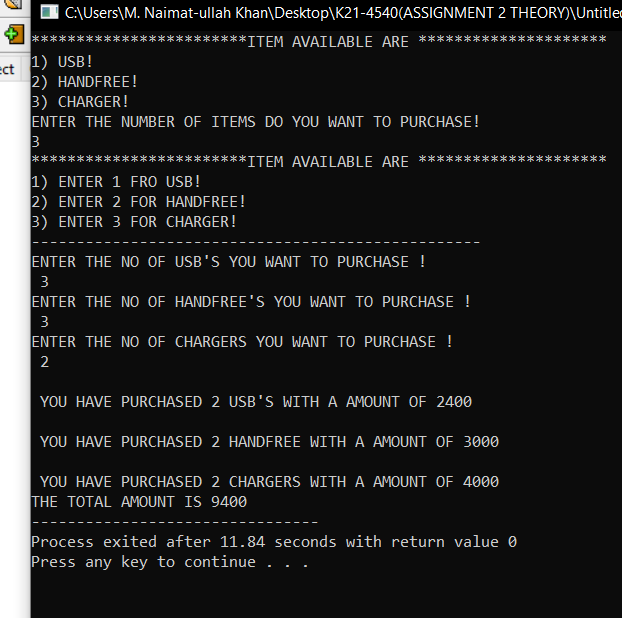 C:\Users\M. Naimat-ullah Khan\Desktop\K21-4540(ASSIGNMENT 2 THEORY)\Untitled
ect
************************ITEM AVAILABLE ARE *********************
1) USB!
2) HANDFREE!
3) CHARGER!
ENTER THE NUMBER OF ITEMS DO YOU WANT TO PURCHASE!
3
************************ITEM AVAILABLE ARE *********************
1) ENTER 1 FRO USB!
2) ENTER 2 FOR HANDFREE!
3) ENTER 3 FOR CHARGER!
--------------------------------------------------
ENTER THE NO OF USB'S YOU WANT TO PURCHASE !
3
ENTER THE NO OF HANDFREE'S YOU WANT TO PURCHASE !
3
ENTER THE NO OF CHARGERS YOU WANT TO PURCHASE !
2
YOU HAVE PURCHASED 2 USB'S WITH A AMOUNT OF 2400
YOU HAVE PURCHASED 2 HANDFREE WITH A AMOUNT OF 3000
YOU HAVE PURCHASED 2 CHARGERS WITH A AMOUNT OF 4000
THE TOTAL AMOUNT IS 9400
--------------------------------
Process exited after 11.84 seconds with return value 0
Press any key to continue . . .